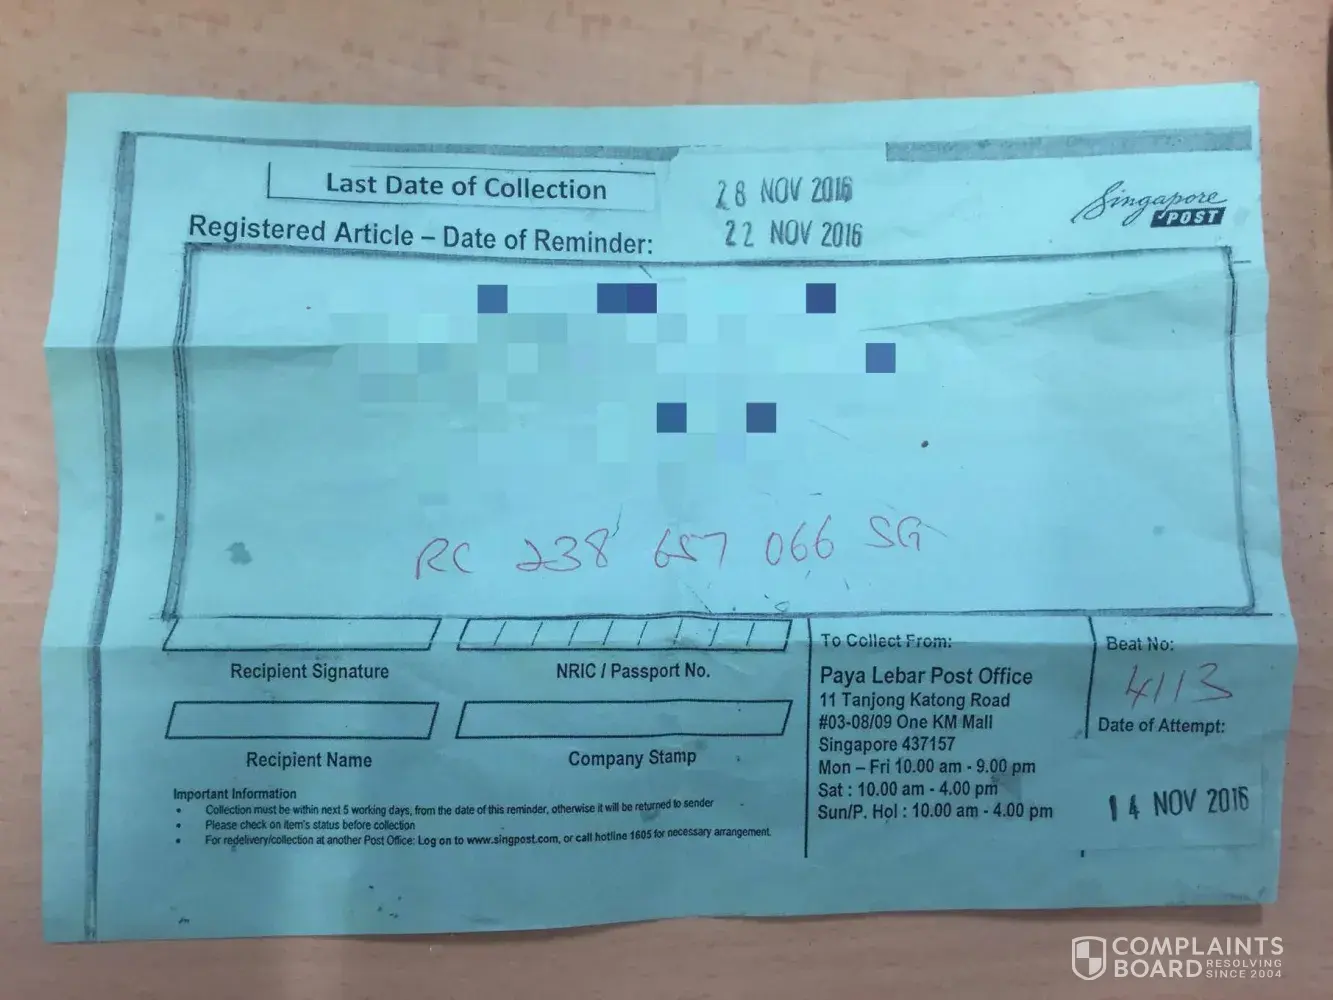 Last Date of Collection
28 NOV 2016
Registered Article – Date of Reminder:
22 NOV 2016
Singapore
POST
RC 238 657 066 SG
Recipient Signature
NRIC / Passport No.
Recipient Name
Company Stamp
Important Information
• Collection must be within next 5 working days, from the date of this reminder, otherwise it will be returned to sender
• Please check on item's status before collection
• For redelivery/collection at another Post Office: Log on to www.singpost.com, or call hotline 1605 for necessary arrangement
To Collect From:
Paya Lebar Post Office
11 Tanjong Katong Road
#03-08/09 One KM Mall
Singapore 437157
Mon – Fri 10.00 am - 9.00 pm
Sat : 10.00 am - 4.00 pm
Sun/P. Hol : 10.00 am - 4.00 pm
Beat No:
4113
Date of Attempt:
14 NOV 2016
COMPLAINTS
BOARD RESOLVING
SINCE 2004